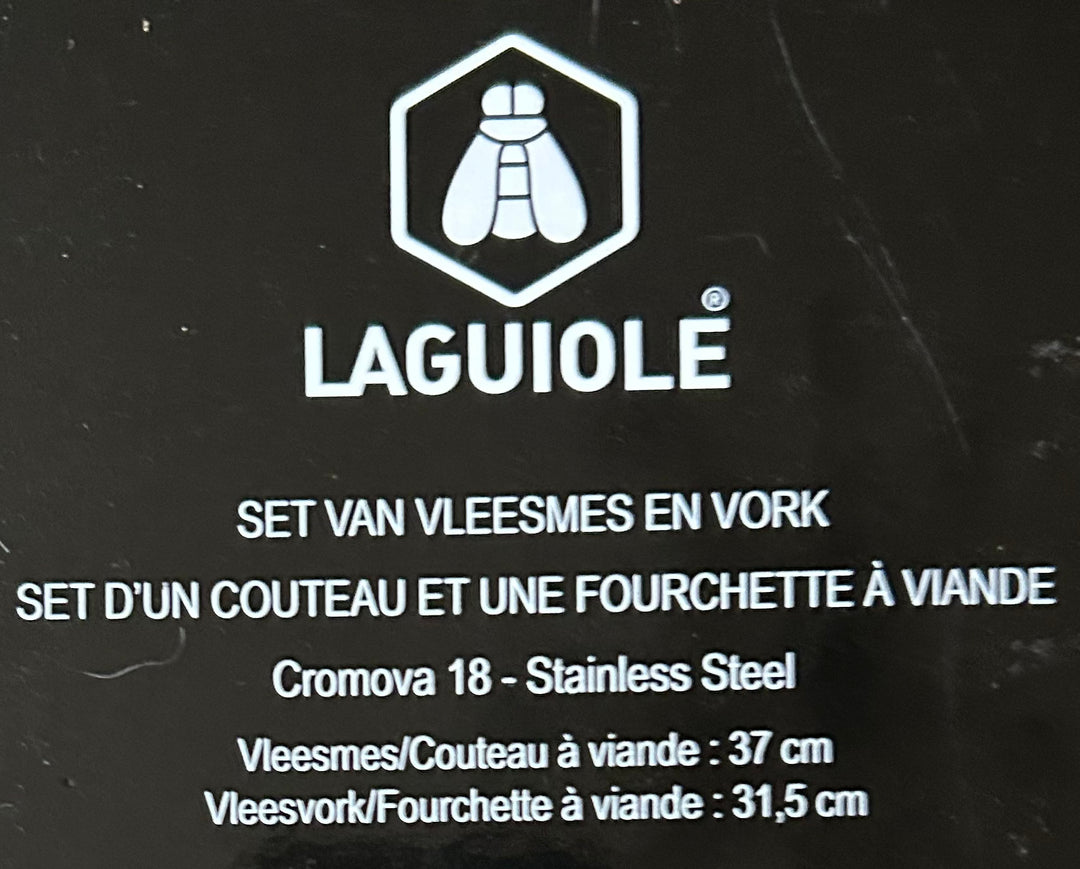 ®
LAGUIOLE
SET VAN VLEESMES EN VORK
SET D'UN COUTEAU ET UNE FOURCHETTE À VIANDE
Cromova 18 - Stainless Steel
Vleesmes/Couteau à viande : 37 cm
Vleesvork/Fourchette à viande : 31,5 cm